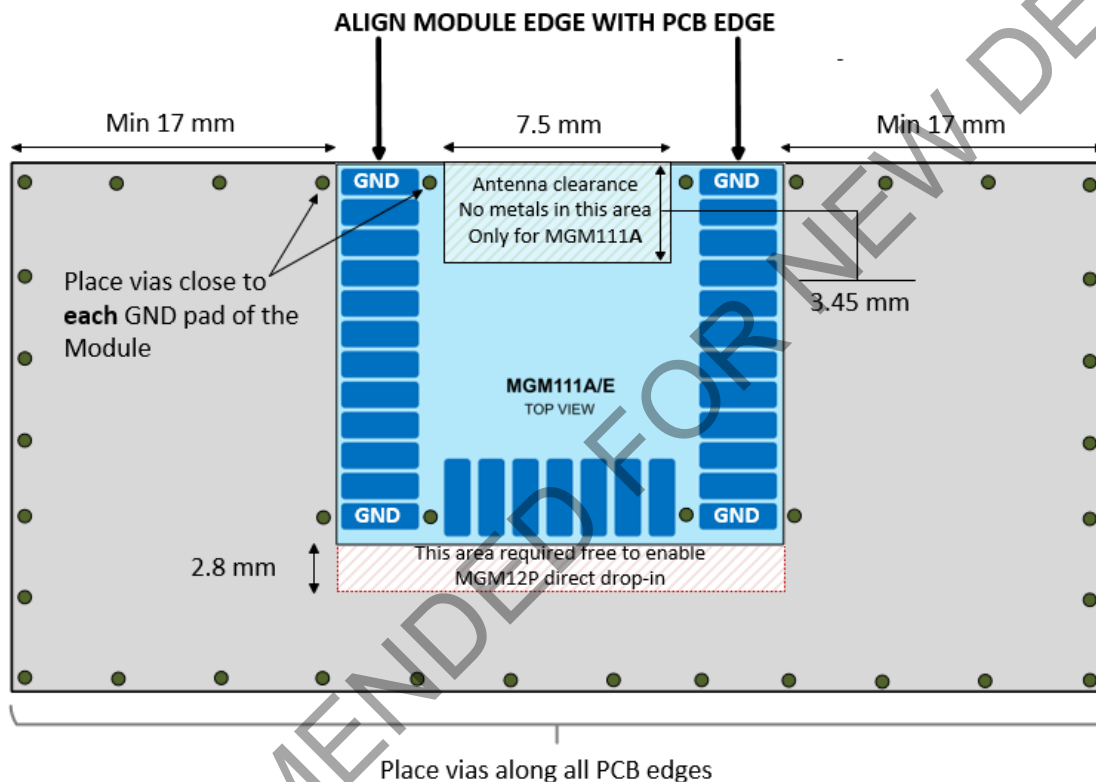 ALIGN MODULE EDGE WITH PCB EDGE
-
Min 17 mm
7.5 mm
Min 17 mm
GND
GND
Antenna clearance
No metals in this area
Only for MGM111A
Place vias close to
each GND pad of the
Module
3.45 mm
MGM111A/E
TOP VIEW
GND
GND
2.8 mm
This area required free to enable
MGM12P direct drop-in
Place vias along all PCB edges
MENDED FOR NEW DE